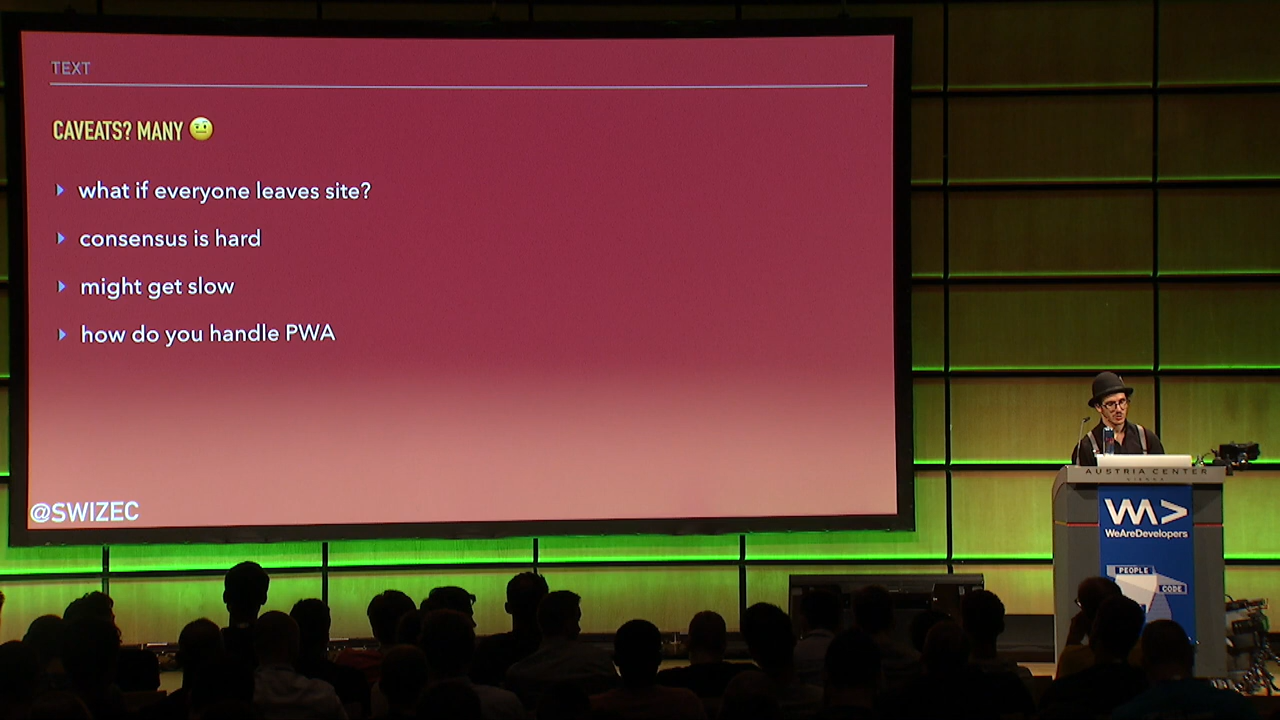 TEXT
CAVEATS? MANY 🤨
what if everyone leaves site?
consensus is hard
might get slow
how do you handle PWA
@SWIZEC
AUSTRIA CENTER
VIENNA
WeAreDevelopers
PEOPLE
CODE